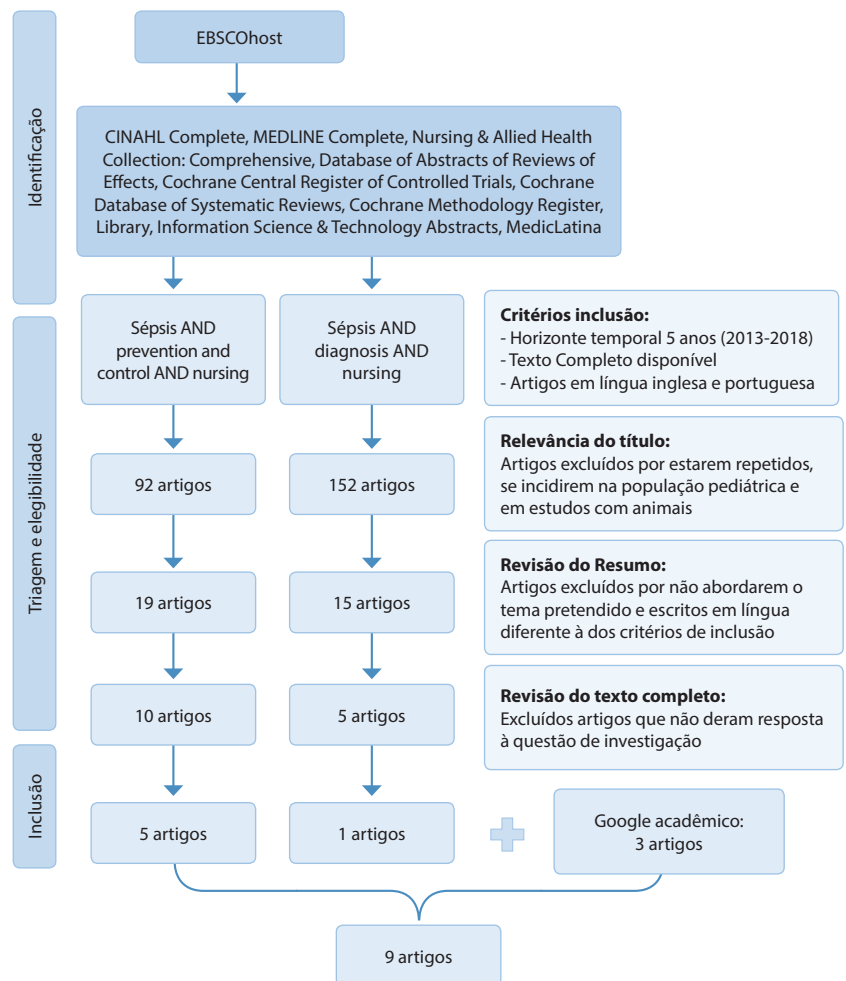 Identificação
EBSCOhost
CINAHL Complete, MEDLINE Complete, Nursing & Allied Health
Collection: Comprehensive, Database of Abstracts of Reviews of
Effects, Cochrane Central Register of Controlled Trials, Cochrane
Database of Systematic Reviews, Cochrane Methodology Register,
Library, Information Science & Technology Abstracts, MedicLatina
Triagem e elegibilidade
Sépsis AND
prevention and
control AND nursing
Sépsis AND
diagnosis AND
nursing
Critérios inclusão:
- Horizonte temporal 5 anos (2013-2018)
- Texto Completo disponível
- Artigos em língua inglesa e portuguesa
92 artigos
152 artigos
Relevância do título:
Artigos excluídos por estarem repetidos,
se incidirem na população pediátrica e
em estudos com animais
19 artigos
15 artigos
Revisão do Resumo:
Artigos excluídos por não abordarem o
tema pretendido e escritos em língua
diferente à dos critérios de inclusão
10 artigos
5 artigos
Revisão do texto completo:
Excluídos artigos que não deram resposta
à questão de investigação
Inclusão
5 artigos
1 artigos
Google acadêmico:
3 artigos
9 artigos